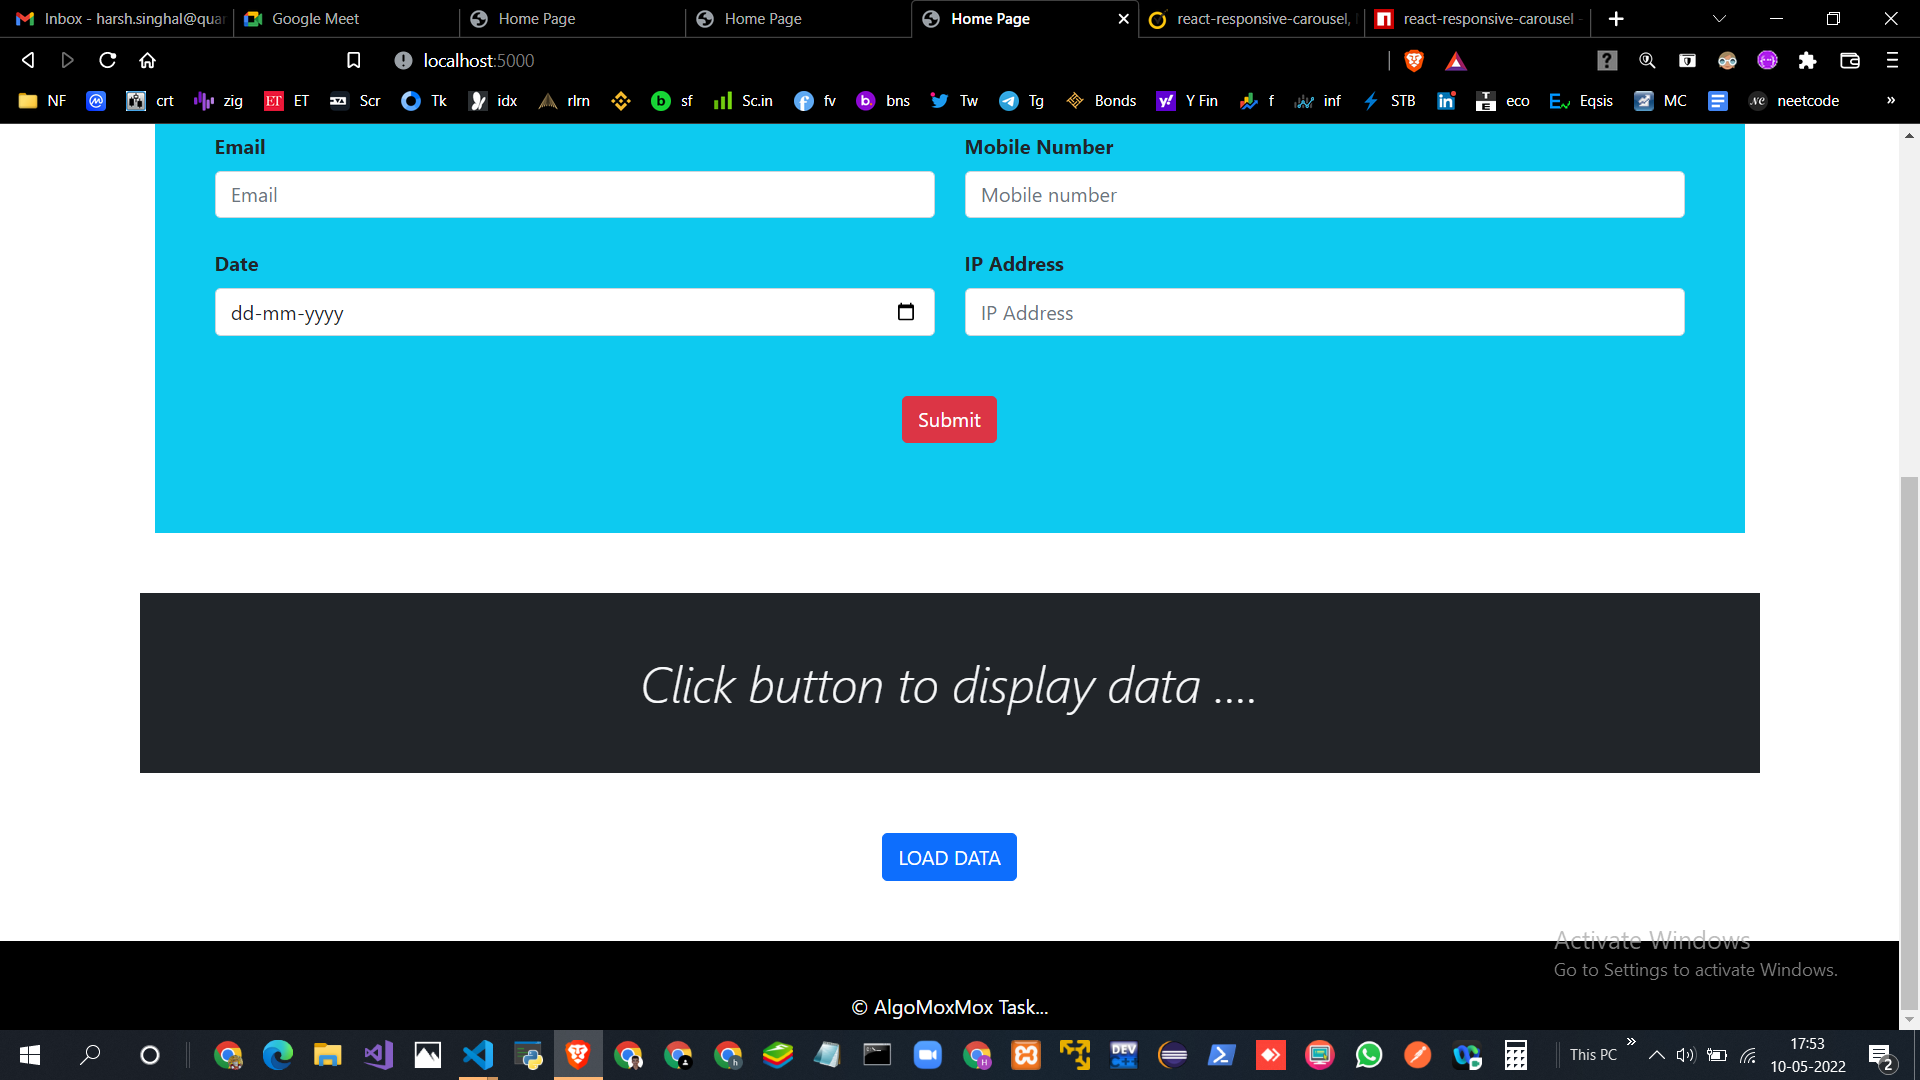 Inbox - harsh.singhal@quar
Google Meet
Home Page
Home Page
Home Page
react-responsive-carousel,
react-responsive-carousel
localhost:5000
NF
crt
zig
ET
ET
Scr
Tk
idx
rlrn
sf
Sc.in
fv
bns
Tw
Tg
Bonds
Y Fin
f
inf
STB
eco
Eqsis
MC
neetcode
»
Email
Mobile Number
Email
Mobile number
Date
IP Address
dd-mm-yyyy
IP Address
Submit
Click button to display data ....
LOAD DATA
Activate Windows
Go to Settings to activate Windows.
© AlgoMoxMox Task...
DEV
This PC
»
17:53
10-05-2022
2